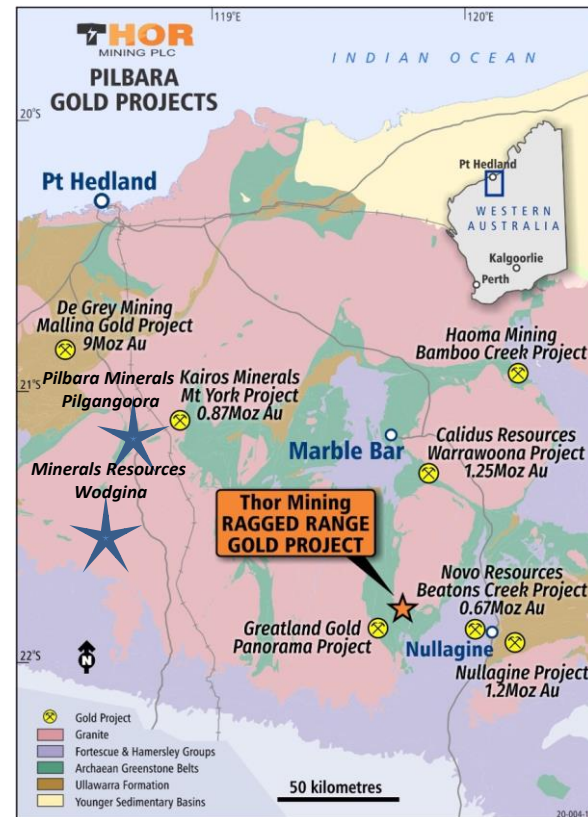 THOR
MINING PLC
PILBARA
GOLD PROJECTS
119°E
120°E
INDIAN OCEAN
20°S
Pt Hedland
Pt Hedland
WESTERN
AUSTRALIA
Kalgoorlie
Perth
De Grey Mining
Mallina Gold Project
9Moz Au
Haoma Mining
Bamboo Creek Project
21°S
Pilbara Minerals
Pilgangoora
Kairos Minerals
Mt York Project
0.87Moz Au
Marble Bar
Calidus Resources
Warrawoona Project
1.25Moz Au
Minerals Resources
Wodgina
Thor Mining
RAGGED RANGE
GOLD PROJECT
Novo Resources
Beatons Creek Project
0.67Moz Au
Greatland Gold
Panorama Project
Nullagine
22°S
N
Nullagine Project
1.2Moz Au
Gold Project
Granite
Fortescue & Hamersley Groups
Archaean Greenstone Belts
Ullawarra Formation
Younger Sedimentary Basins
50 kilometres